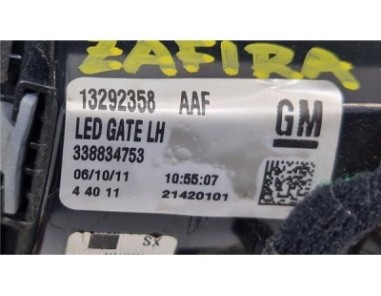 ZAFIRA
13292358 AAF
LED GATE LH
GM
338834753
06/10/11 10:55:07
4 40 11 21420101
SX